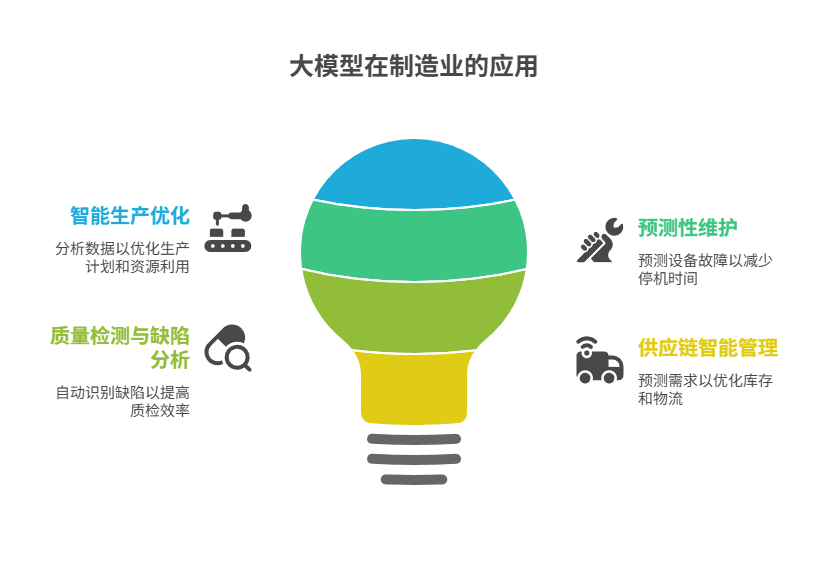 大模型在制造业的应用
智能生产优化
分析数据以优化生产
计划和资源利用
预测性维护
预测设备故障以减少
停机时间
质量检测与缺陷
分析
自动识别缺陷以提高
质检效率
供应链智能管理
预测需求以优化库存
和物流